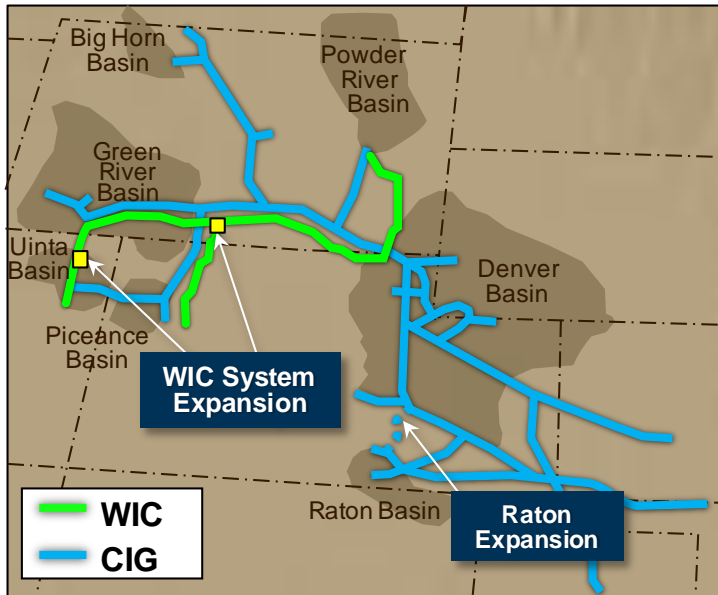 Big Horn
Basin
Powder
River
Basin
Green
River
Basin
Uinta
Basin
Denver
Basin
Piceance
Basin
WIC System
Expansion
Raton Basin
Raton
Expansion
WIC
CIG